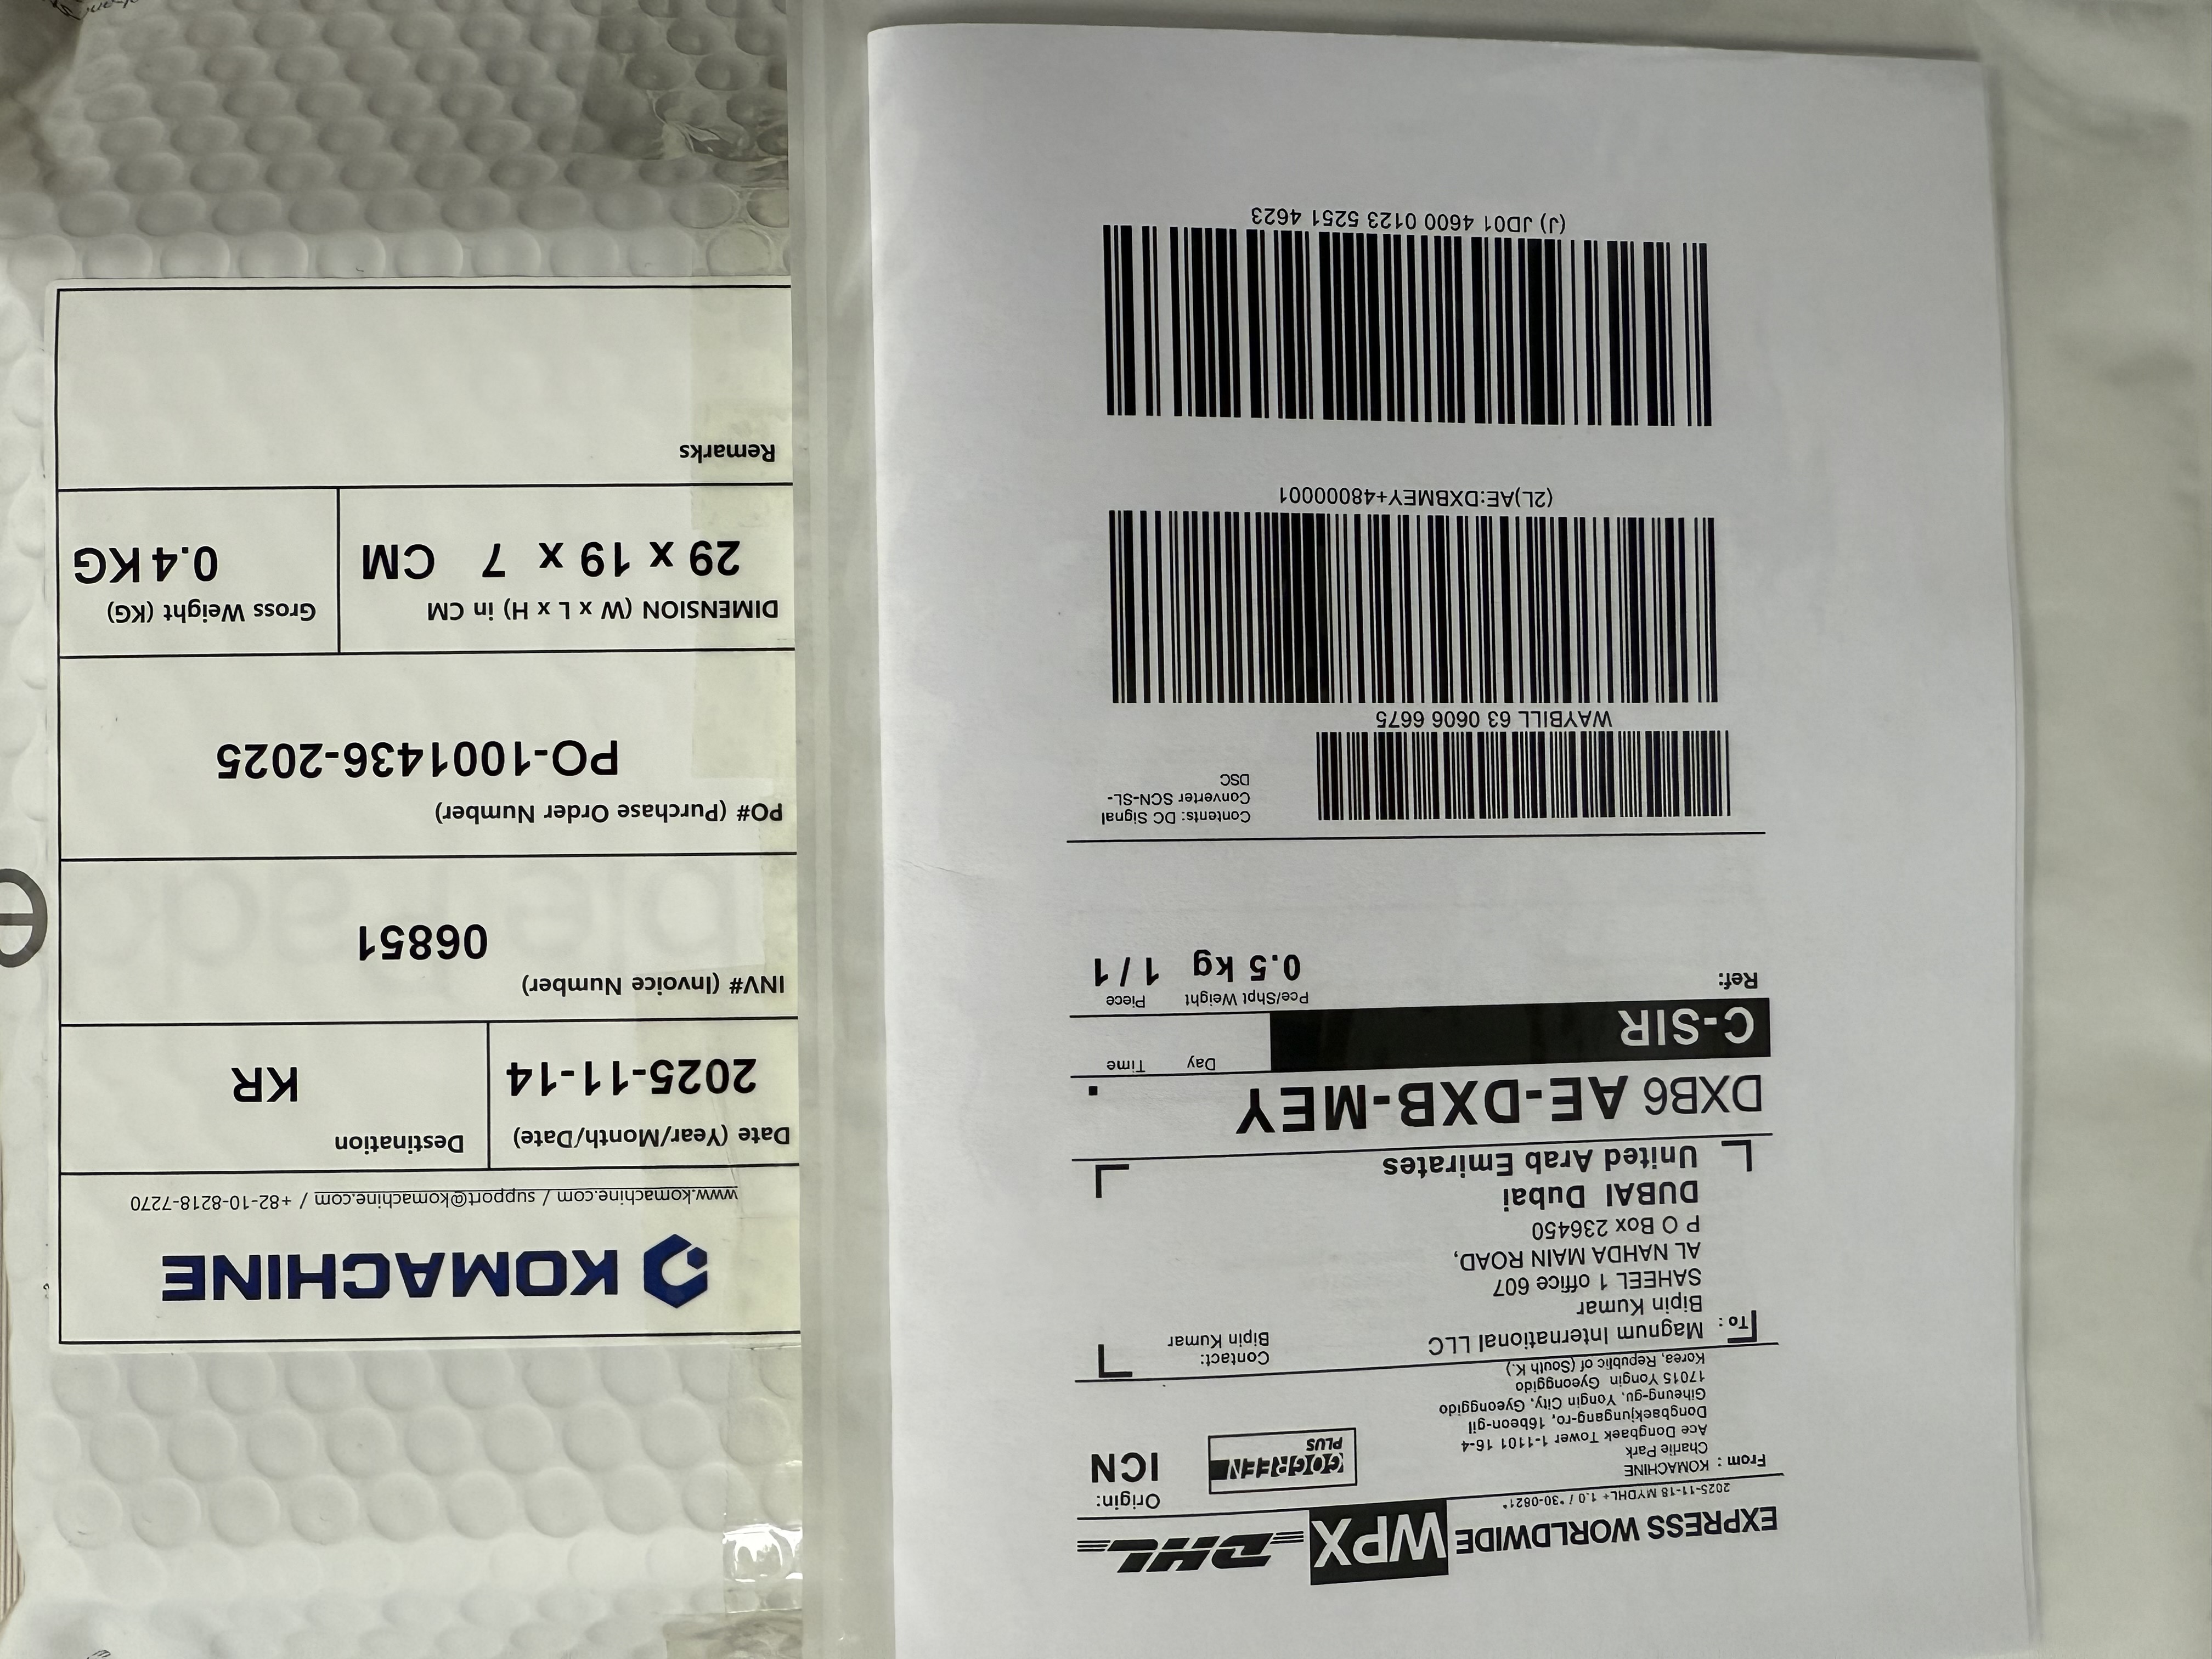 EXPRESS WORLDWIDE WPX DHL
2025-11-18 MYDHL+ 1.0 / *30-0821*
From : KOMACHINE
Charlie Park
Ace Dongbaek Tower 1-1101 16-4
Dongbaekjungang-ro, 16beon-gil
Giheung-gu, Yongin City, Gyeonggido
17015 Yongin Gyeonggido
Korea, Republic of (South K.)
GOGREEN
PLUS
Origin:
ICN
To : Magnum International LLC
Bipin Kumar
SAHEEL 1 office 607
AL NAHDA MAIN ROAD,
P O Box 236450
DUBAI Dubai
United Arab Emirates
Contact:
Bipin Kumar
DXB6 AE-DXB-MEY
C-SIR
Day Time
Ref:
Pce/Shpt Weight Piece
0.5 kg 1 / 1
Contents: DC Signal
Converter SCN-SL-
DSC
WAYBILL 63 0606 6675
(2L)AE:DXBMEY+48000001
(J) JD01 4600 0123 5251 4623
KOMACHINE
www.komachine.com / support@komachine.com / +82-10-8218-7270
Date (Year/Month/Date) Destination
2025-11-14 KR
INV# (Invoice Number)
06851
PO# (Purchase Order Number)
PO-1001436-2025
DIMENSION (W x L x H) in CM Gross Weight (KG)
29 x 19 x 7 CM 0.4 KG
Remarks